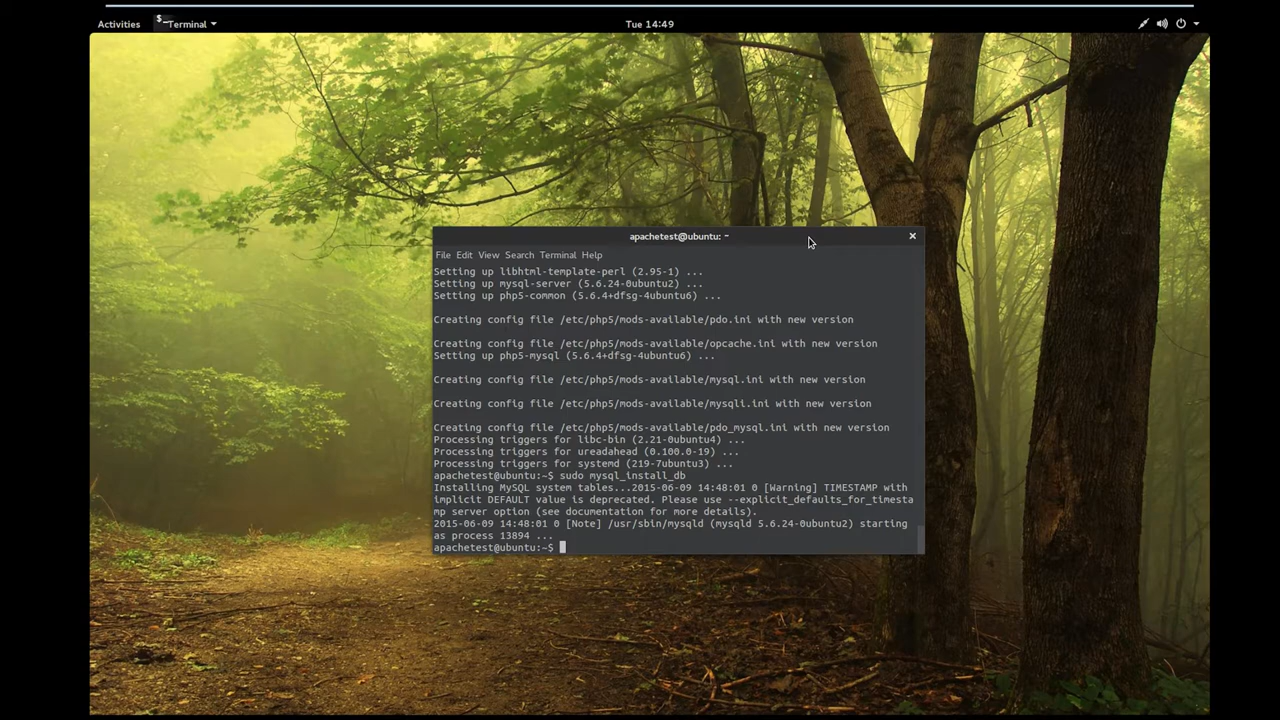 Activities
Terminal
Tue 14:49
apachetest@ubuntu: ~
File Edit View Search Terminal Help
Setting up libhtml-template-perl (2.95-1) ...
Setting up mysql-server (5.6.24-0ubuntu2) ...
Setting up php5-common (5.6.4+dfsg-4ubuntu6) ...
Creating config file /etc/php5/mods-available/pdo.ini with new version
Creating config file /etc/php5/mods-available/opcache.ini with new version
Setting up php5-mysql (5.6.4+dfsg-4ubuntu6) ...
Creating config file /etc/php5/mods-available/mysql.ini with new version
Creating config file /etc/php5/mods-available/mysqli.ini with new version
Creating config file /etc/php5/mods-available/pdo_mysql.ini with new version
Processing triggers for libc-bin (2.21-0ubuntu4) ...
Processing triggers for ureadahead (0.100.0-19) ...
Processing triggers for systemd (219-7ubuntu3) ...
apachetest@ubuntu:~$ sudo mysql_install_db
Installing MySQL system tables...2015-06-09 14:48:01 0 [Warning] TIMESTAMP with
implicit DEFAULT value is deprecated. Please use --explicit_defaults_for_timesta
mp server option (see documentation for more details).
2015-06-09 14:48:01 0 [Note] /usr/sbin/mysqld (mysqld 5.6.24-0ubuntu2) starting
as process 13894 ...
apachetest@ubuntu:~$